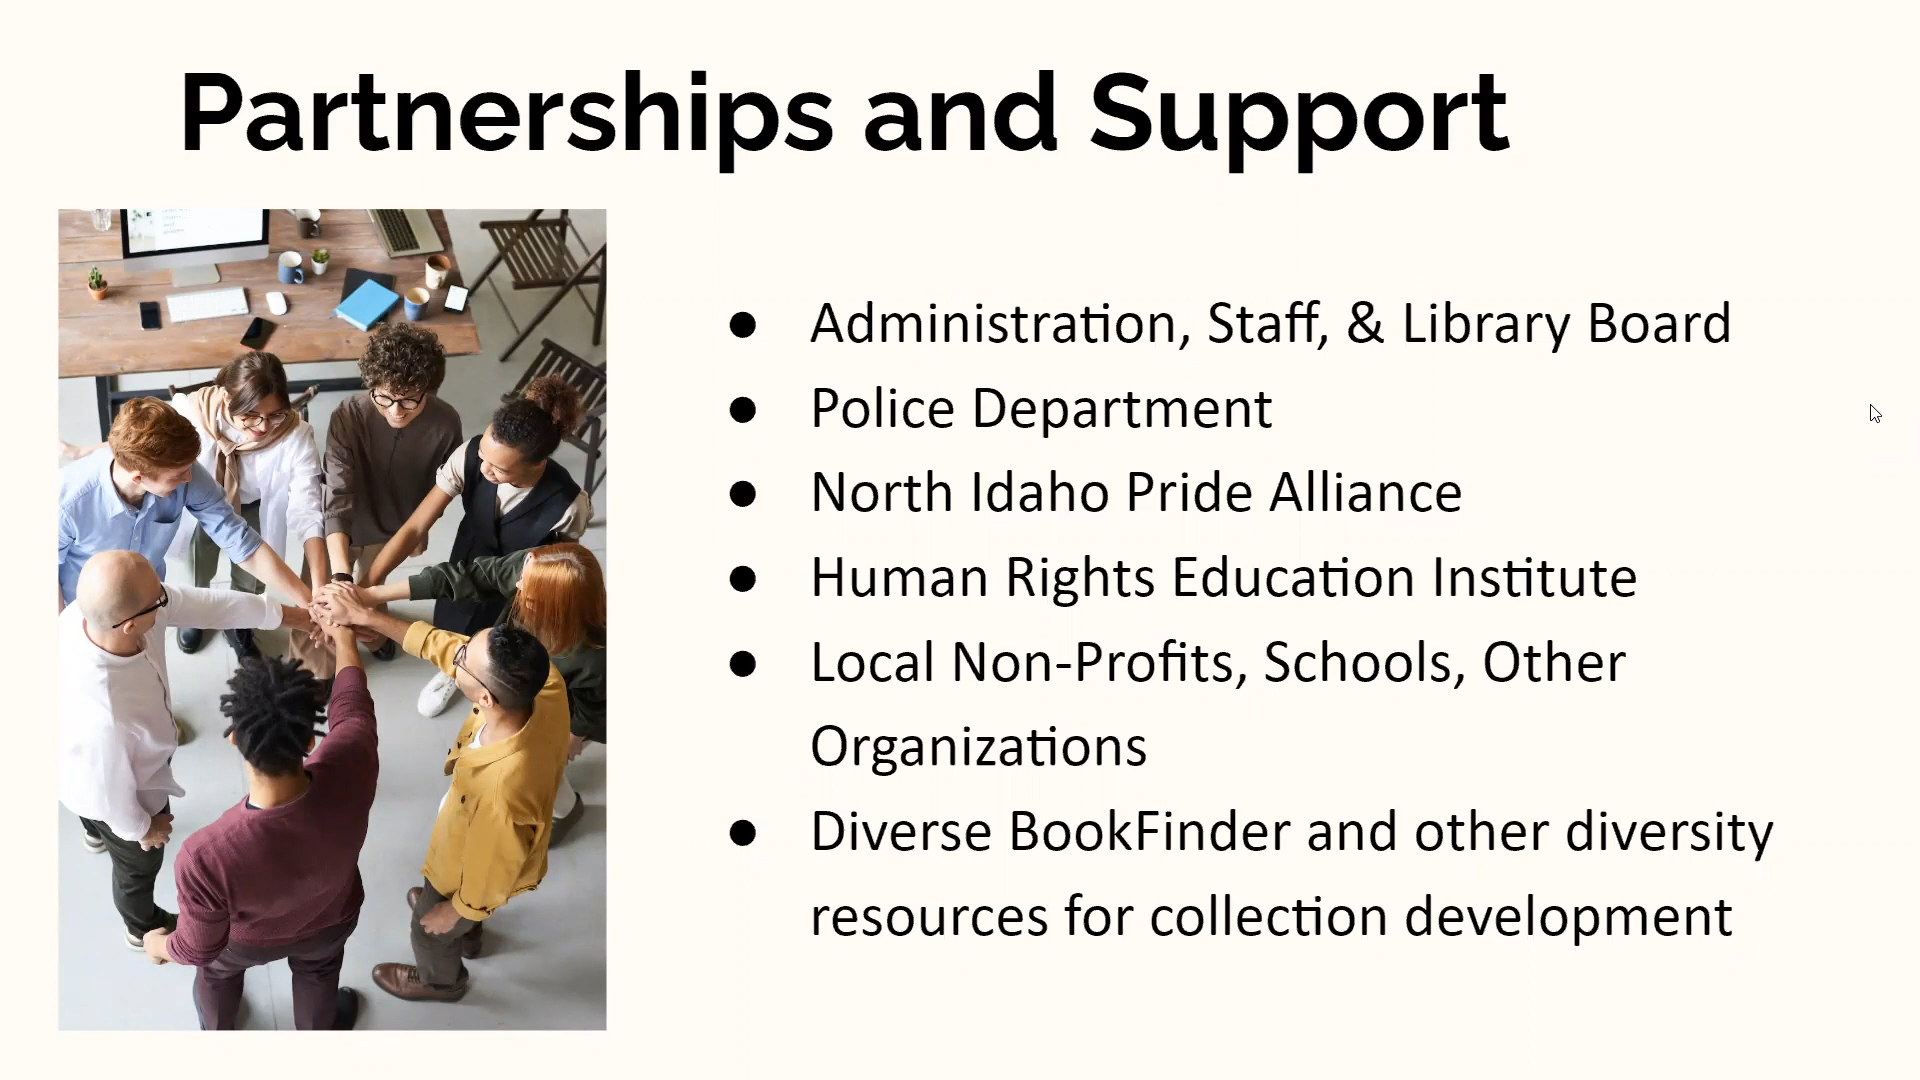 Partnerships and Support
● Administration, Staff, & Library Board
● Police Department
● North Idaho Pride Alliance
● Human Rights Education Institute
● Local Non-Profits, Schools, Other
Organizations
● Diverse BookFinder and other diversity
resources for collection development